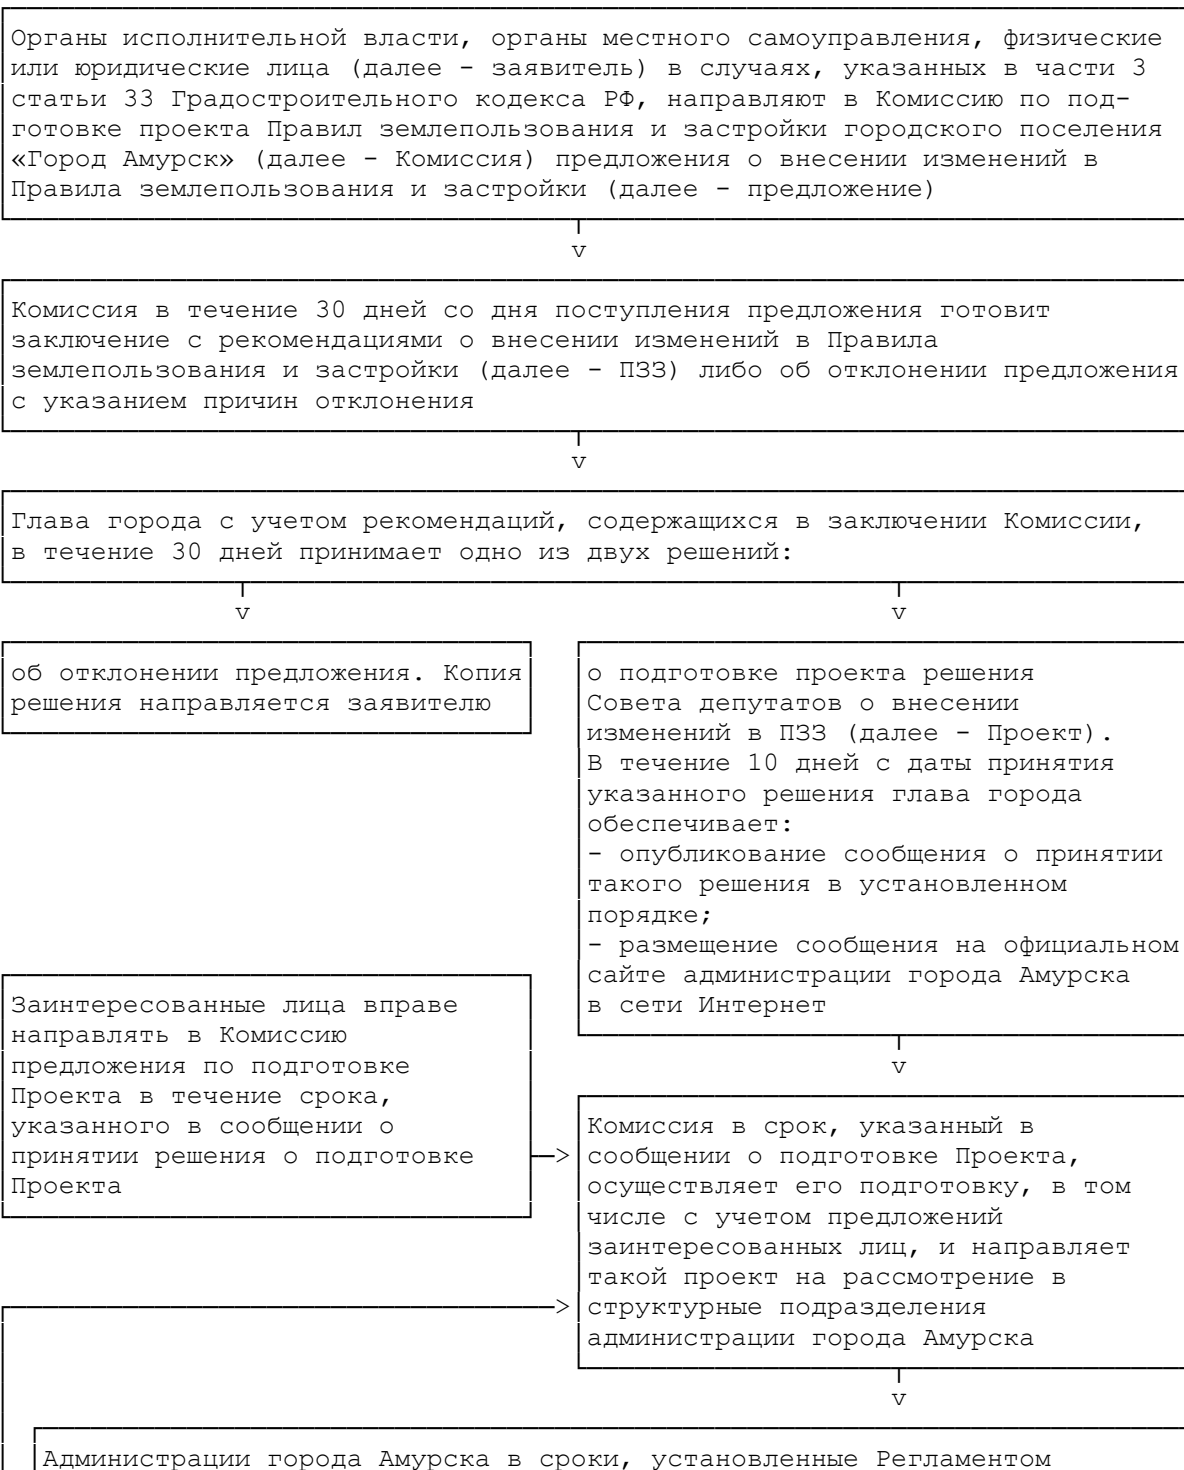 Органы исполнительной власти, органы местного самоуправления, физические
или юридические лица (далее - заявитель) в случаях, указанных в части 3
статьи 33 Градостроительного кодекса РФ, направляют в Комиссию по под-
готовке проекта Правил землепользования и застройки городского поселения
«Город Амурск» (далее - Комиссия) предложения о внесении изменений в
Правила землепользования и застройки (далее - предложение)
Комиссия в течение 30 дней со дня поступления предложения готовит
заключение с рекомендациями о внесении изменений в Правила
землепользования и застройки (далее - ПЗЗ) либо об отклонении предложения
с указанием причин отклонения
Глава города с учетом рекомендаций, содержащихся в заключении Комиссии,
в течение 30 дней принимает одно из двух решений:
об отклонении предложения. Копия
решения направляется заявителю
о подготовке проекта решения
Совета депутатов о внесении
изменений в ПЗЗ (далее - Проект).
В течение 10 дней с даты принятия
указанного решения глава города
обеспечивает:
- опубликование сообщения о принятии
такого решения в установленном
порядке;
- размещение сообщения на официальном
сайте администрации города Амурска
в сети Интернет
Заинтересованные лица вправе
направлять в Комиссию
предложения по подготовке
Проекта в течение срока,
указанного в сообщении о
принятии решения о подготовке
Проекта
Комиссия в срок, указанный в
сообщении о подготовке Проекта,
осуществляет его подготовку, в том
числе с учетом предложений
заинтересованных лиц, и направляет
такой проект на рассмотрение в
структурные подразделения
администрации города Амурска
Администрации города Амурска в сроки, установленные Регламентом